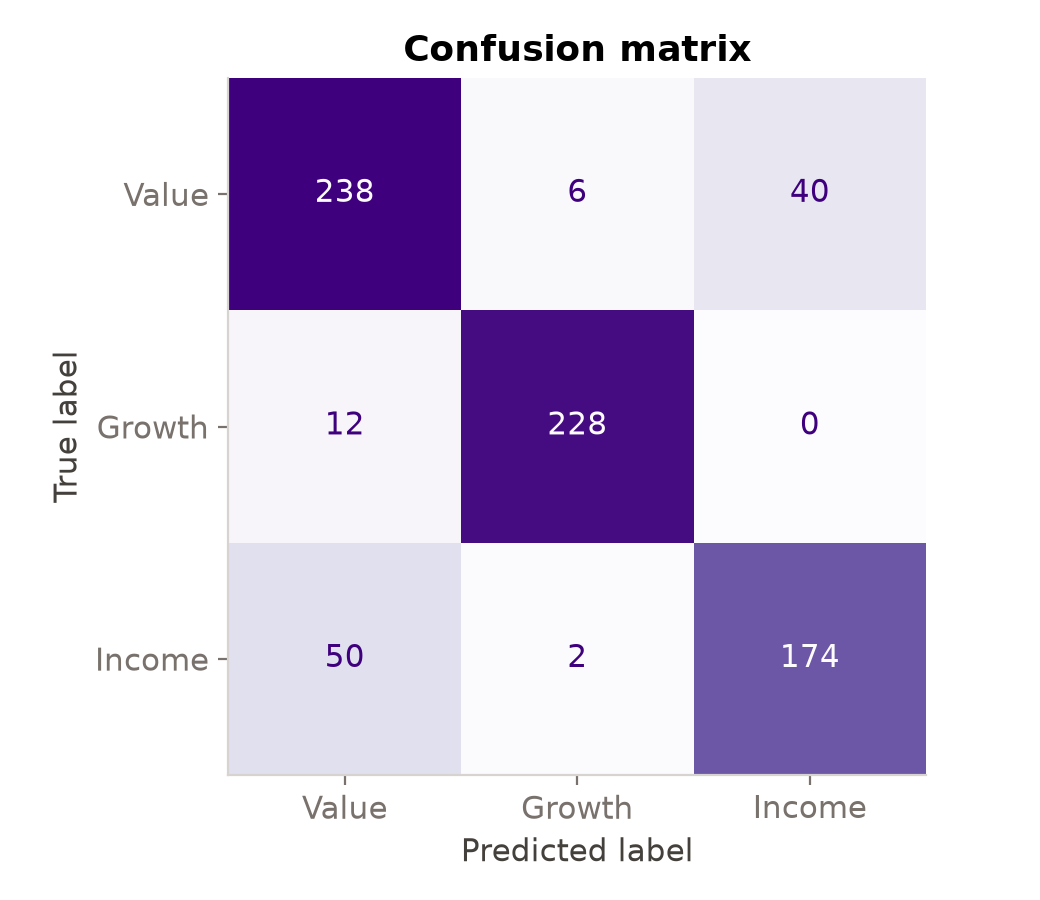 Confusion matrix
True label
Value 238 6 40
Growth 12 228 0
Income 50 2 174
Value Growth Income
Predicted label